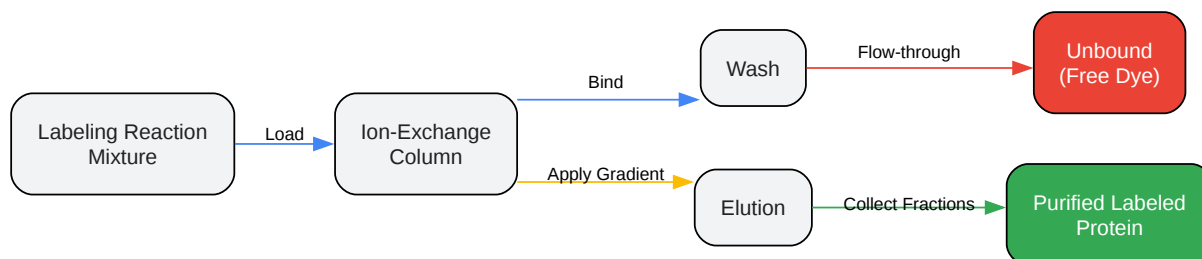 Labeling Reaction
Mixture
Load
Ion-Exchange
Column
Bind
Wash
Flow-through
Unbound
(Free Dye)
Apply Gradient
Elution
Collect Fractions
Purified Labeled
Protein